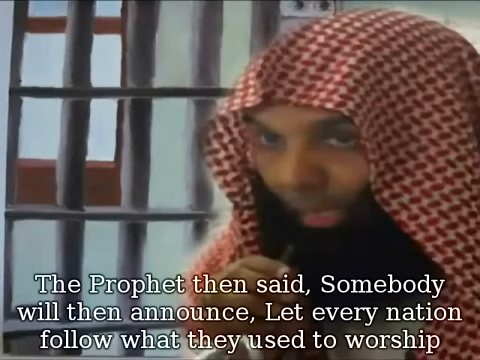 The Prophet then said, Somebody
will then announce, Let every nation
follow what they used to worship